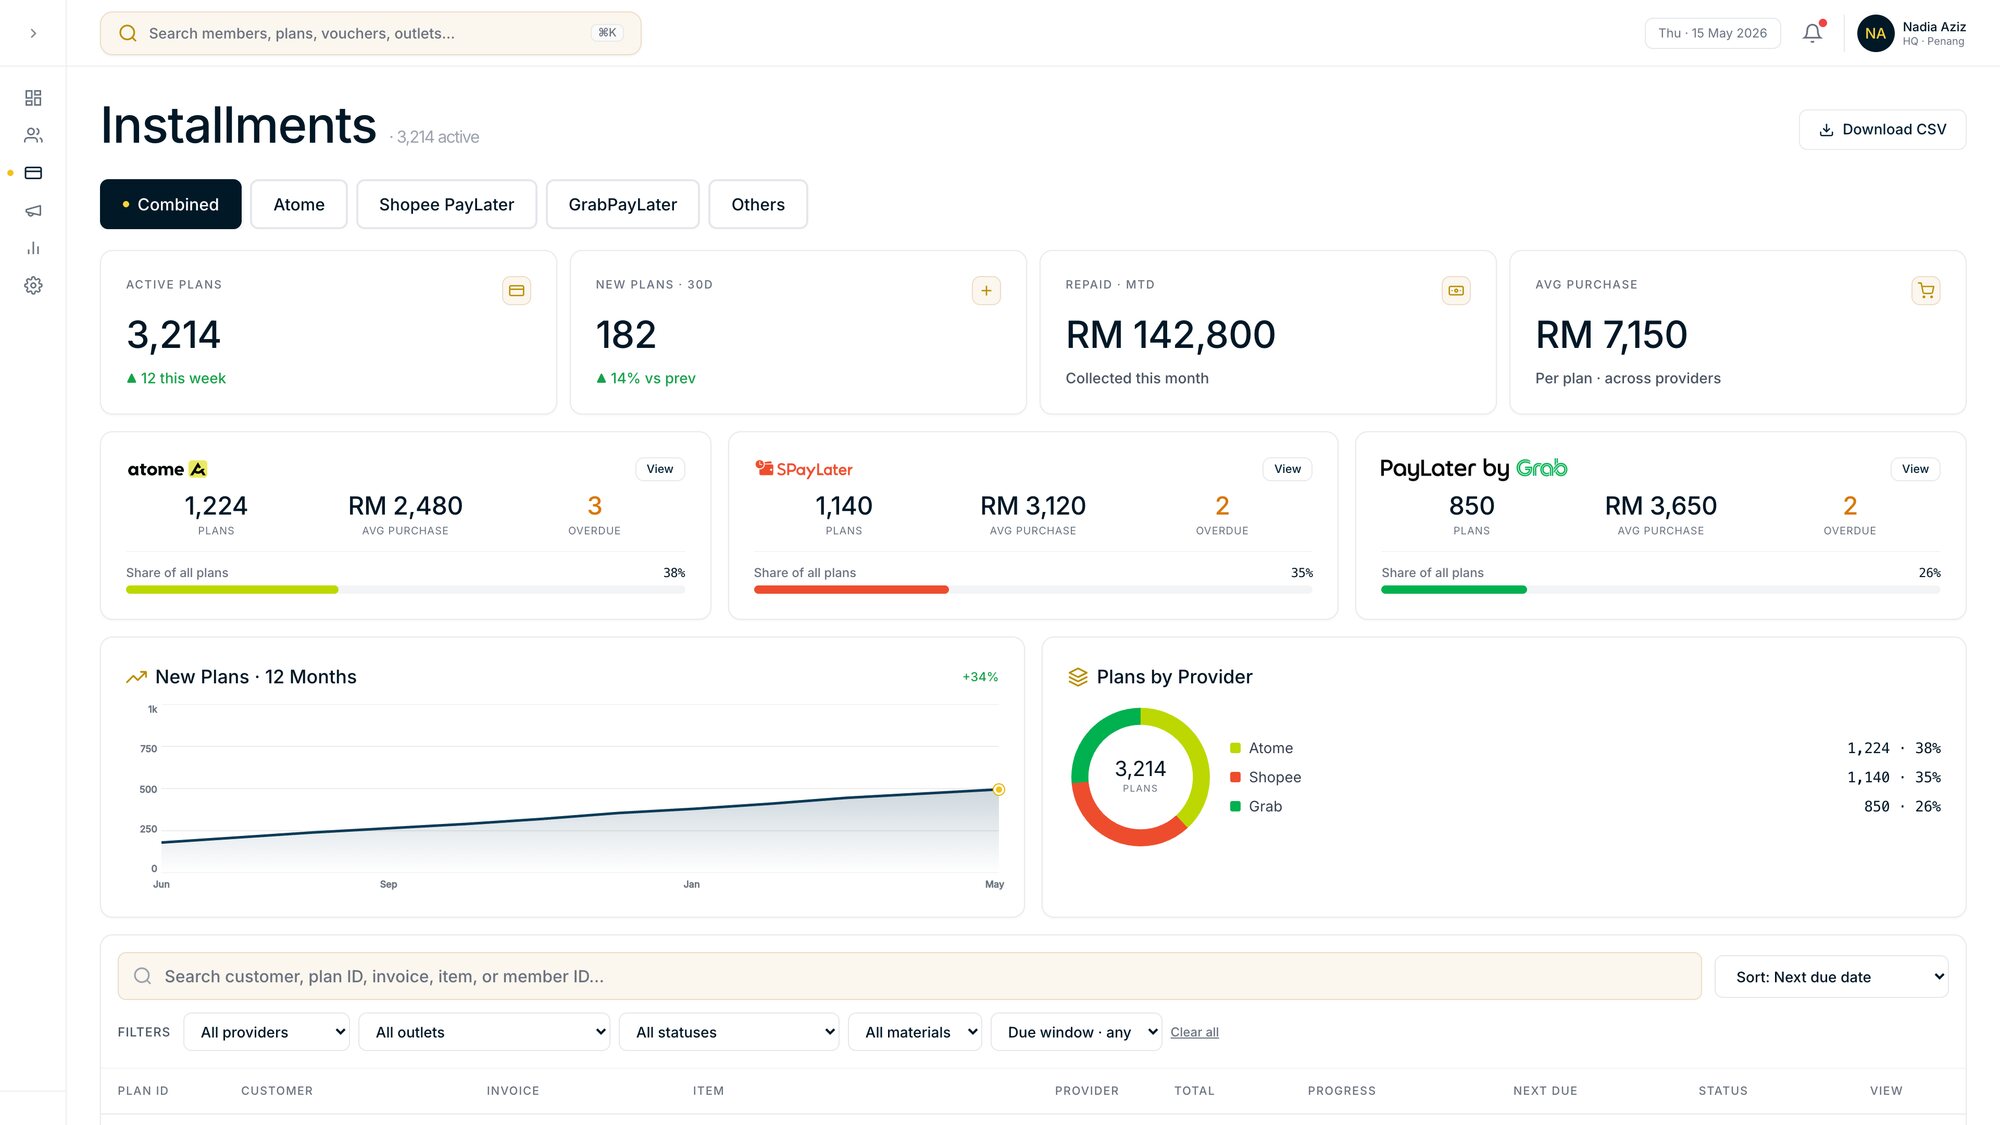 Search members, plans, vouchers, outlets...
⌘K
Thu · 15 May 2026
NA
Nadia Aziz
HQ · Penang
Installments · 3,214 active
Download CSV
Combined
Atome
Shopee PayLater
GrabPayLater
Others
ACTIVE PLANS
3,214
▲ 12 this week
NEW PLANS · 30D
182
▲ 14% vs prev
REPAID · MTD
RM 142,800
Collected this month
AVG PURCHASE
RM 7,150
Per plan · across providers
atome
View
1,224
PLANS
RM 2,480
AVG PURCHASE
3
OVERDUE
Share of all plans
38%
SPayLater
View
1,140
PLANS
RM 3,120
AVG PURCHASE
2
OVERDUE
Share of all plans
35%
PayLater by Grab
View
850
PLANS
RM 3,650
AVG PURCHASE
2
OVERDUE
Share of all plans
26%
New Plans · 12 Months
+34%
1k
750
500
250
0
Jun
Sep
Jan
May
Plans by Provider
3,214
PLANS
Atome
1,224 · 38%
Shopee
1,140 · 35%
Grab
850 · 26%
Search customer, plan ID, invoice, item, or member ID...
Sort: Next due date
FILTERS
All providers
All outlets
All statuses
All materials
Due window · any
Clear all
PLAN ID
CUSTOMER
INVOICE
ITEM
PROVIDER
TOTAL
PROGRESS
NEXT DUE
STATUS
VIEW